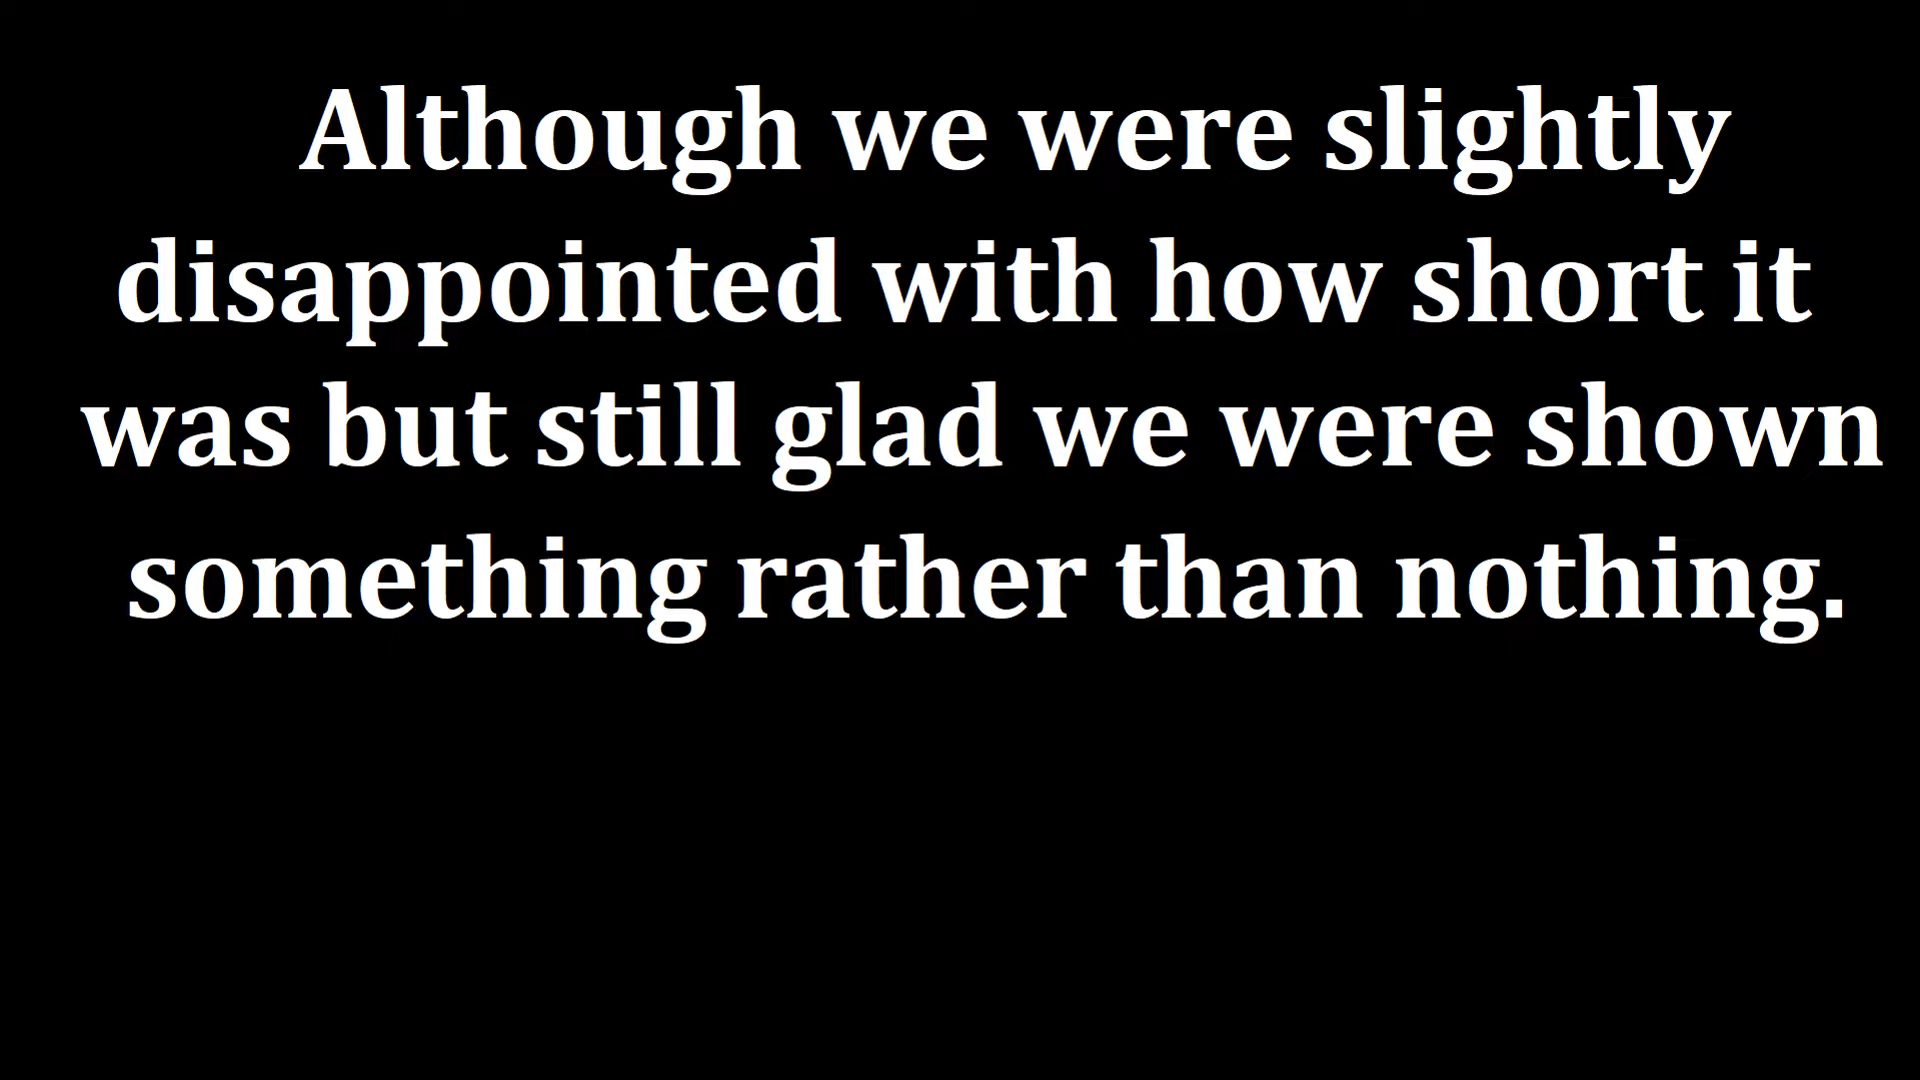 Although we were slightly
disappointed with how short it
was but still glad we were shown
something rather than nothing.